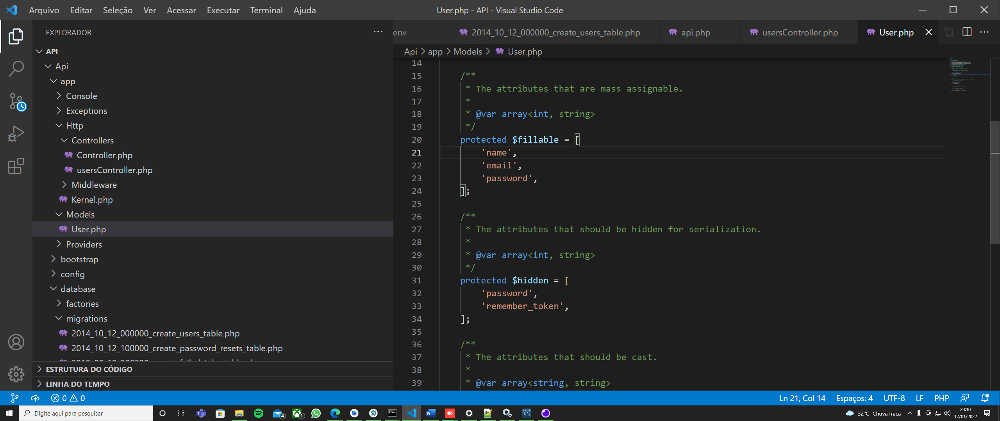 Arquivo Editar Seleção Ver Acessar Executar Terminal Ajuda
User.php - API - Visual Studio Code
EXPLORADOR
API
Api
app
Console
Exceptions
Http
Controllers
Controller.php
usersController.php
Middleware
Kernel.php
Models
User.php
Providers
bootstrap
config
database
factories
migrations
2014_10_12_000000_create_users_table.php
2014_10_12_100000_create_password_resets_table.php
ESTRUTURA DO CÓDIGO
LINHA DO TEMPO
env 2014_10_12_000000_create_users_table.php api.php usersController.php User.php
Api > app > Models > User.php
14
15 /**
16 * The attributes that are mass assignable.
17 *
18 * @var array<int, string>
19 */
20 protected $fillable = [
21 'name',
22 'email',
23 'password',
24 ];
25
26 /**
27 * The attributes that should be hidden for serialization.
28 *
29 * @var array<int, string>
30 */
31 protected $hidden = [
32 'password',
33 'remember_token',
34 ];
35
36 /**
37 * The attributes that should be cast.
38 *
39 * @var array<string, string>
0 0
Ln 21, Col 14 Espaços: 4 UTF-8 LF PHP
Digite aqui para pesquisar
4
1
32°C Chuva fraca
20:10
17/01/2022